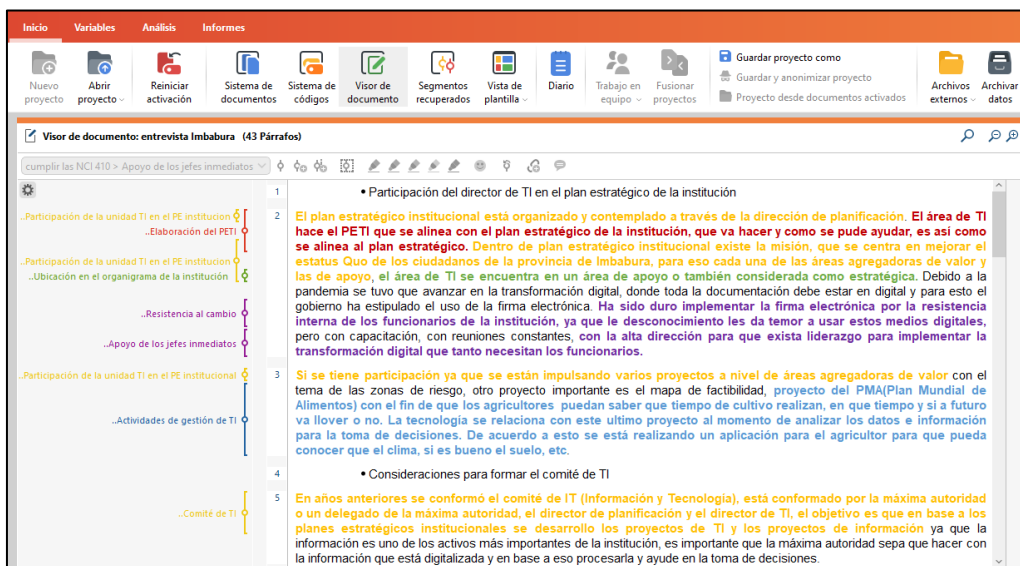 Inicio Variables Análisis Informes
Nuevo proyecto
Abrir proyecto
Reiniciar activación
Sistema de documentos
Sistema de códigos
Visor de documento
Segmentos recuperados
Vista de plantilla
Diario
Trabajo en equipo
Fusionar proyectos
Guardar proyecto como
Guardar y anonimizar proyecto
Proyecto desde documentos activados
Archivos externos
Archivar datos
Visor de documento: entrevista Imbabura (43 Párrafos)
cumplir las NCI 410 > Apoyo de los jefes inmediatos
1 • Participación del director de TI en el plan estratégico de la institución
..Participación de la unidad TI en el PE institucion
..Elaboración del PETI
..Participación de la unidad TI en el PE institucion
..Ubicación en el organigrama de la institución
..Resistencia al cambio
..Apoyo de los jefes inmediatos
2 El plan estratégico institucional está organizado y contemplado a través de la dirección de planificación. El área de TI
hace el PETI que se alinea con el plan estratégico de la institución, que va hacer y como se pude ayudar, es así como
se alinea al plan estratégico. Dentro de plan estratégico institucional existe la misión, que se centra en mejorar el
estatus Quo de los ciudadanos de la provincia de Imbabura, para eso cada una de las áreas agregadoras de valor y
las de apoyo, el área de TI se encuentra en un área de apoyo o también considerada como estratégica. Debido a la
pandemia se tuvo que avanzar en la transformación digital, donde toda la documentación debe estar en digital y para esto el
gobierno ha estipulado el uso de la firma electrónica. Ha sido duro implementar la firma electrónica por la resistencia
interna de los funcionarios de la institución, ya que le desconocimiento les da temor a usar estos medios digitales,
pero con capacitación, con reuniones constantes, con la alta dirección para que exista liderazgo para implementar la
transformación digital que tanto necesitan los funcionarios.
..Participación de la unidad TI en el PE institucional
..Actividades de gestión de TI
3 Si se tiene participación ya que se están impulsando varios proyectos a nivel de áreas agregadoras de valor con el
tema de las zonas de riesgo, otro proyecto importante es el mapa de factibilidad, proyecto del PMA(Plan Mundial de
Alimentos) con el fin de que los agricultores puedan saber que tiempo de cultivo realizan, en que tiempo y si a futuro
va llover o no. La tecnología se relaciona con este ultimo proyecto al momento de analizar los datos e información
para la toma de decisiones. De acuerdo a esto se está realizando un aplicación para el agricultor para que pueda
conocer que el clima, si es bueno el suelo, etc.
4 • Consideraciones para formar el comité de TI
..Comité de TI
5 En años anteriores se conformó el comité de IT (Información y Tecnología), está conformado por la máxima autoridad
o un delegado de la máxima autoridad, el director de planificación y el director de TI, el objetivo es que en base a los
planes estratégicos institucionales se desarrollo los proyectos de TI y los proyectos de información ya que la
información es uno de los activos más importantes de la institución, es importante que la máxima autoridad sepa que hacer con
la información que está digitalizada y en base a eso procesarla y ayude en la toma de decisiones.